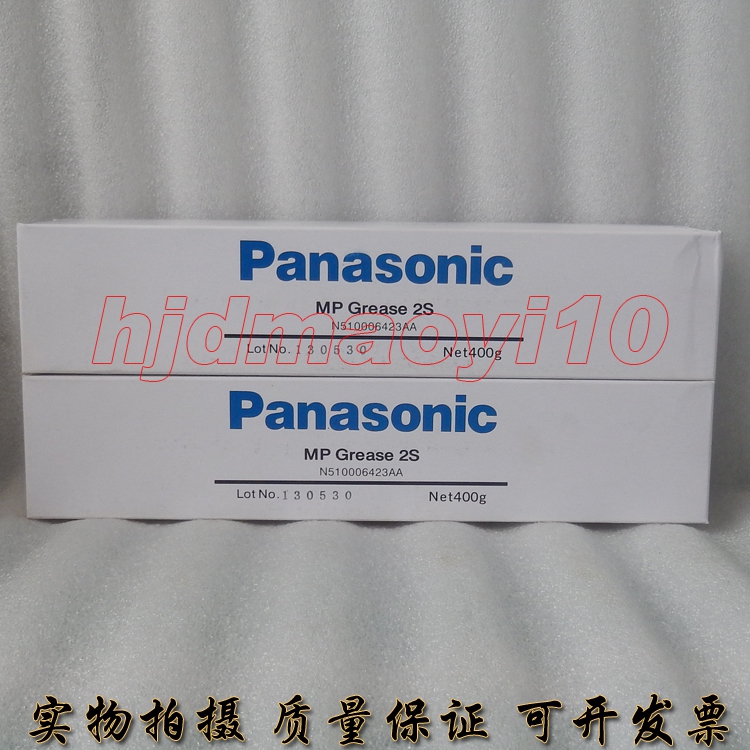 Panasonic
MP Grease 2S
N510006423AA
hjdmaoyi10
Lot No. 130530 Net400g
Panasonic
MP Grease 2S
N510006423AA
Lot No. 130530 Net400g
实物拍摄 质量保证 可开发票